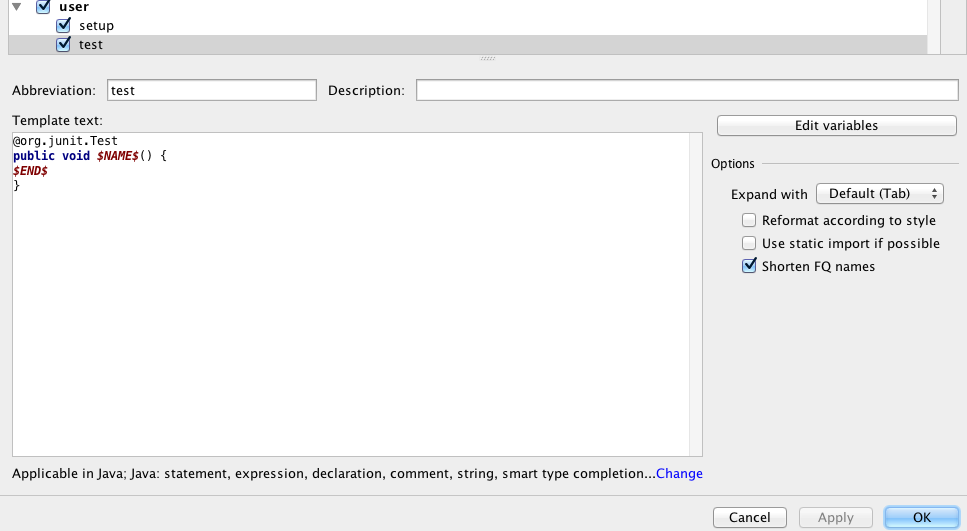 user
setup
test
Abbreviation: test Description:
Template text:
Edit variables
@org.junit.Test
public void $NAME$() {
$END$
}
Options
Expand with Default (Tab)
Reformat according to style
Use static import if possible
Shorten FQ names
Applicable in Java; Java: statement, expression, declaration, comment, string, smart type completion...Change
Cancel Apply OK